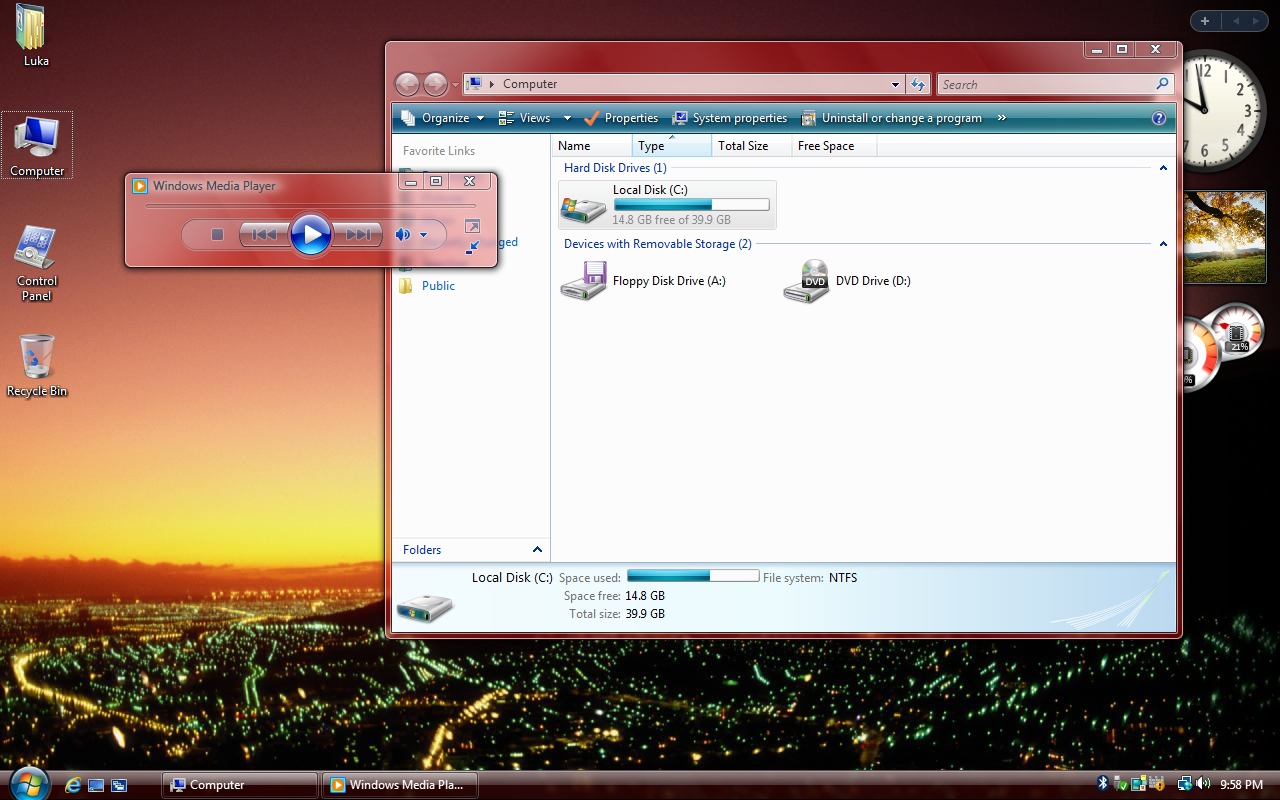 Luka
Computer
Control
Panel
Recycle Bin
Windows Media Player
Computer
Search
Organize
Views
Properties
System properties
Uninstall or change a program
»
Favorite Links
ged
Public
Folders
Name
Type
Total Size
Free Space
Hard Disk Drives (1)
Local Disk (C:)
14.8 GB free of 39.9 GB
Devices with Removable Storage (2)
Floppy Disk Drive (A:)
DVD
DVD Drive (D:)
Local Disk (C:)
Space used:
File system: NTFS
Space free: 14.8 GB
Total size: 39.9 GB
12
1
2
3
4
5
6
7
21%
%
Computer
Windows Media Pla...
9:58 PM